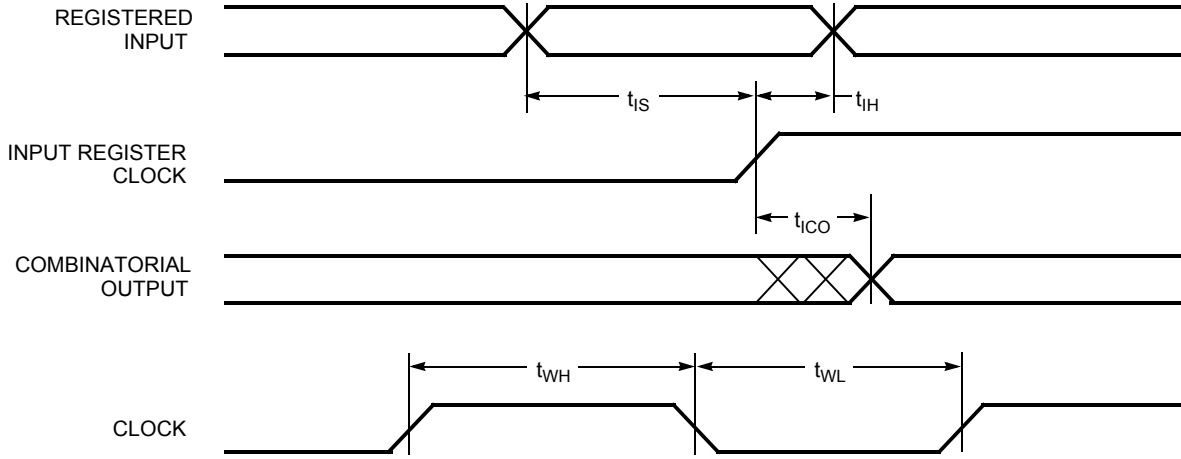 REGISTERED
INPUT
tIS
tIH
INPUT REGISTER
CLOCK
tICO
COMBINATORIAL
OUTPUT
tWH
tWL
CLOCK